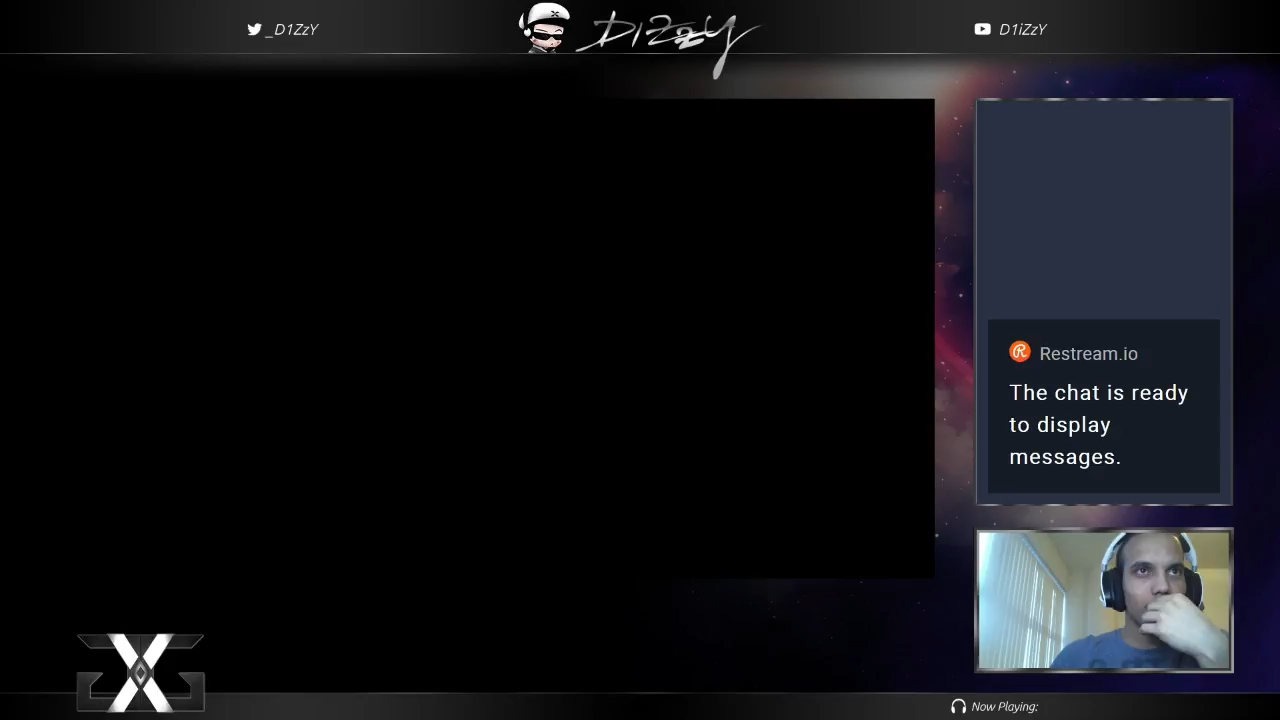 _D1ZzY
D1ZzY
D1iZzY
Restream.io
The chat is ready
to display
messages.
Now Playing: